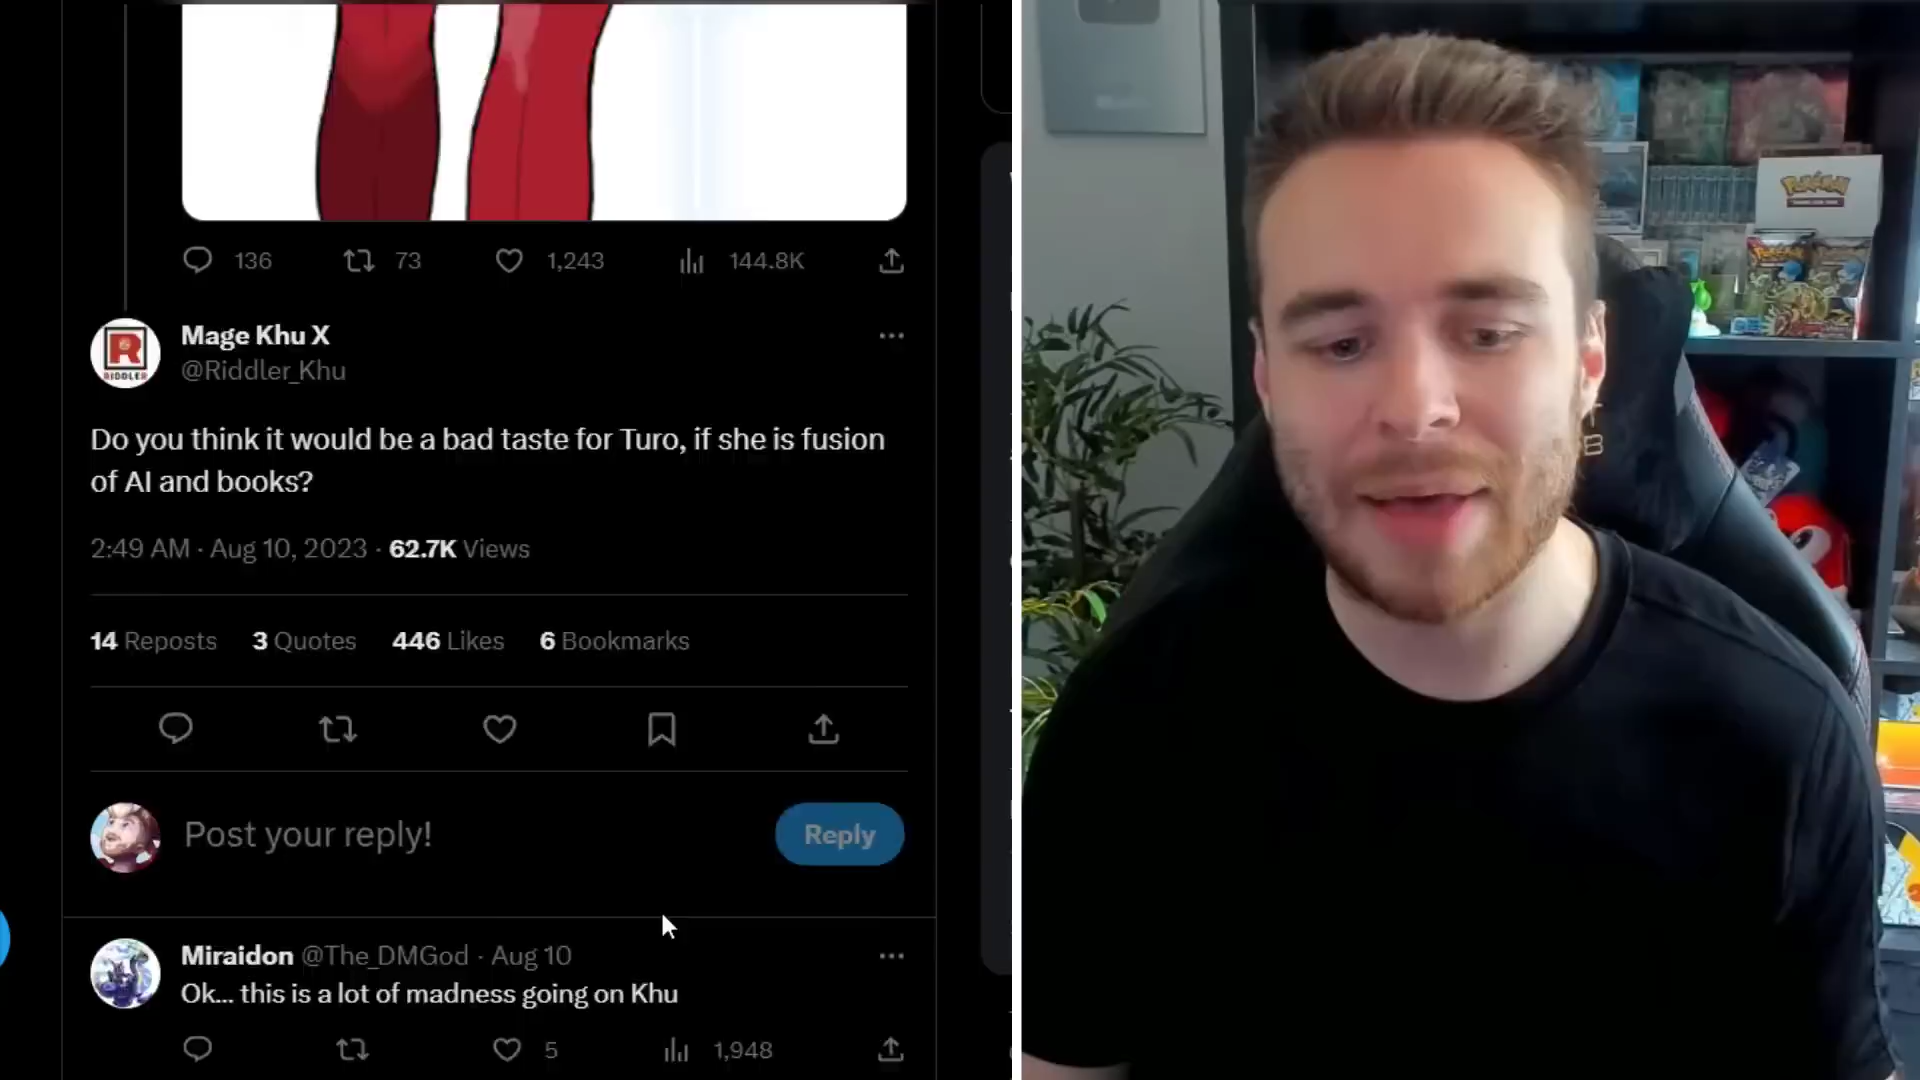 136
73
1,243
144.8K
RIDDLER
Mage Khu X
@Riddler_Khu
Do you think it would be a bad taste for Turo, if she is fusion
of AI and books?
2:49 AM · Aug 10, 2023 · 62.7K Views
14 Reposts 3 Quotes 446 Likes 6 Bookmarks
Post your reply!
Reply
Miraidon @The_DMGod · Aug 10
Ok... this is a lot of madness going on Khu
5
1,948
Pokémon